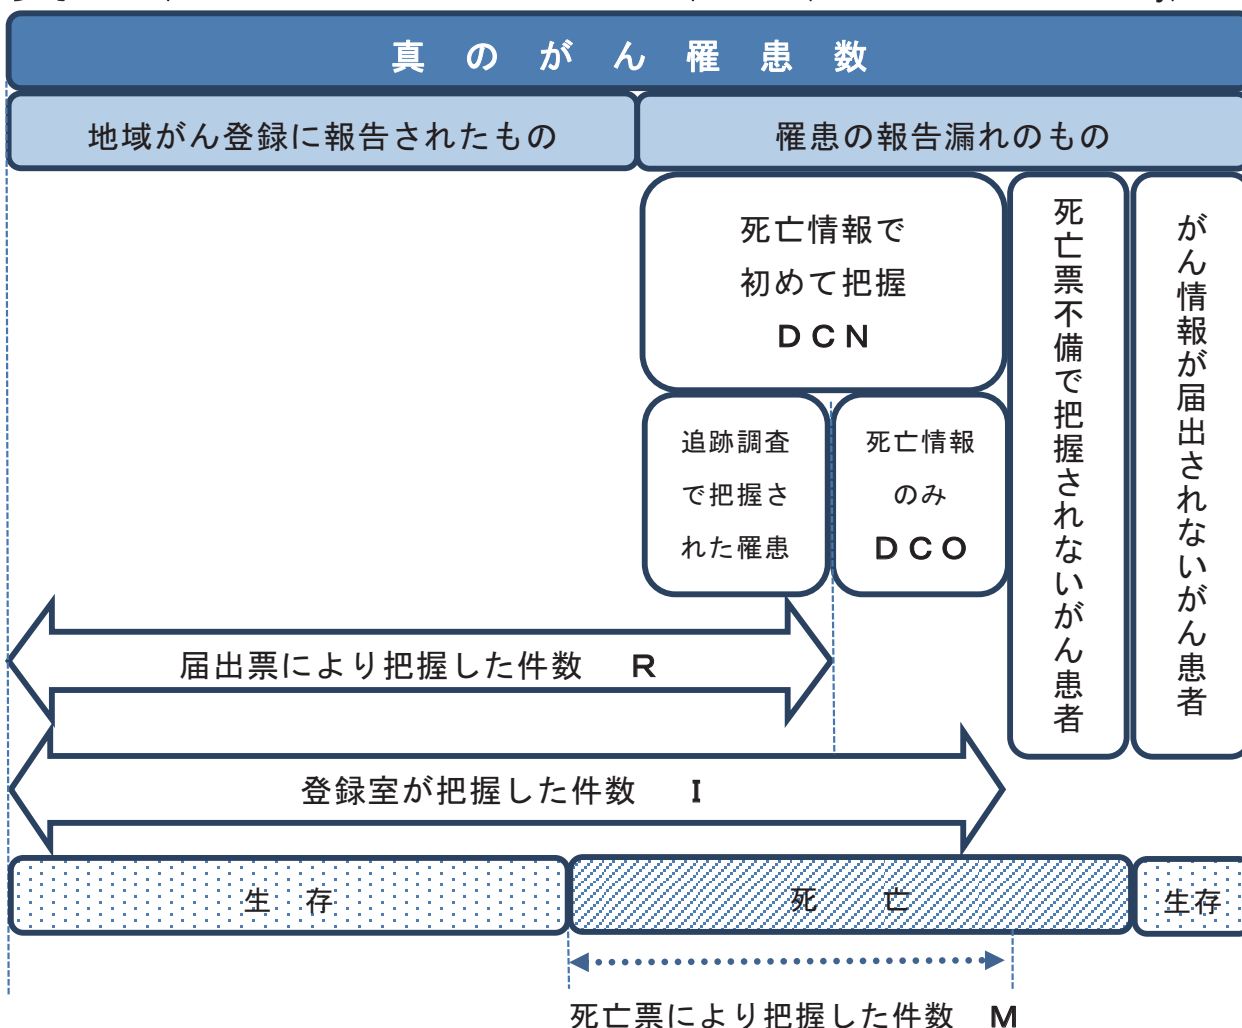 真のがん罹患数
地域がん登録に報告されたもの
罹患の報告漏れのもの
死亡情報で
初めて把握
DCN
追跡調査
で把握さ
れた罹患
死亡情報
のみ
DCO
死亡票不備で把握されないがん患者
がん情報が届出されないがん患者
届出票により把握した件数 R
登録室が把握した件数 I
生存
死亡
生存
死亡票により把握した件数 M